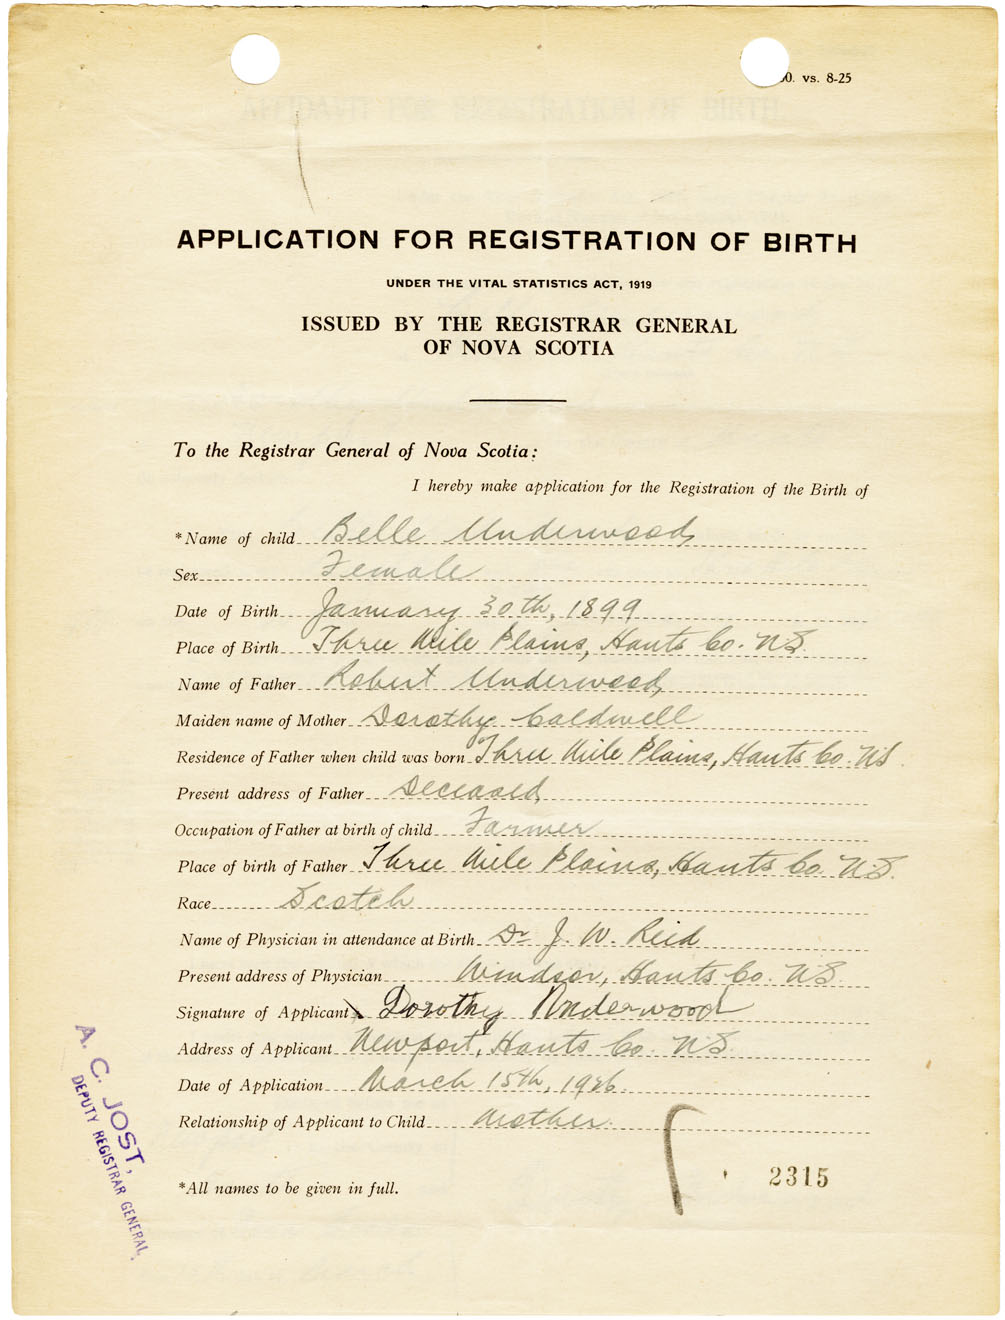 0. vs. 8-25
APPLICATION FOR REGISTRATION OF BIRTH
UNDER THE VITAL STATISTICS ACT, 1919
ISSUED BY THE REGISTRAR GENERAL
OF NOVA SCOTIA
To the Registrar General of Nova Scotia:
I hereby make application for the Registration of the Birth of
*Name of child Belle Underwood
Sex Female
Date of Birth January 30th, 1899
Place of Birth Three Mile Plains, Hants Co. N.S.
Name of Father Robert Underwood
Maiden name of Mother Dorothy Caldwell
Residence of Father when child was born Three Mile Plains, Hants Co. N.S.
Present address of Father Deceased
Occupation of Father at birth of child Farmer
Place of birth of Father Three Mile Plains, Hants Co. N.S.
Race Scotch
Name of Physician in attendance at Birth Dr J. W. Reid
Present address of Physician Windsor, Hants Co. N.S.
Signature of Applicant Dorothy Underwood
Address of Applicant Newport, Hants Co. N.S.
Date of Application March 15th, 1926.
Relationship of Applicant to Child Mother.
2315
*All names to be given in full.
A. C. JOST,
DEPUTY REGISTRAR GENERAL.